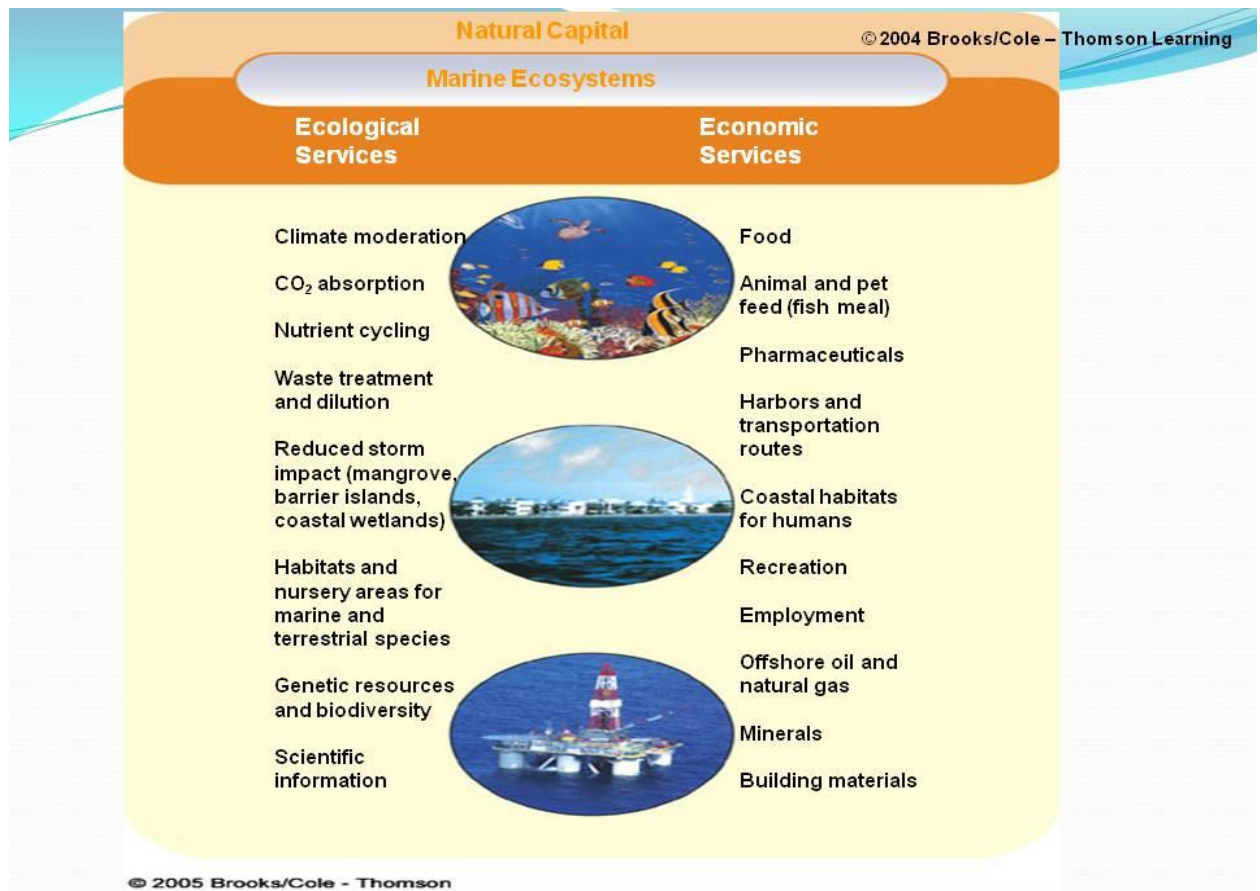 Natural Capital
© 2004 Brooks/Cole – Thomson Learning
Marine Ecosystems
Ecological
Services
Economic
Services
Climate moderation
CO₂ absorption
Nutrient cycling
Waste treatment
and dilution
Reduced storm
impact (mangrove,
barrier islands,
coastal wetlands)
Habitats and
nursery areas for
marine and
terrestrial species
Genetic resources
and biodiversity
Scientific
information
Food
Animal and pet
feed (fish meal)
Pharmaceuticals
Harbors and
transportation
routes
Coastal habitats
for humans
Recreation
Employment
Offshore oil and
natural gas
Minerals
Building materials
© 2005 Brooks/Cole - Thomson